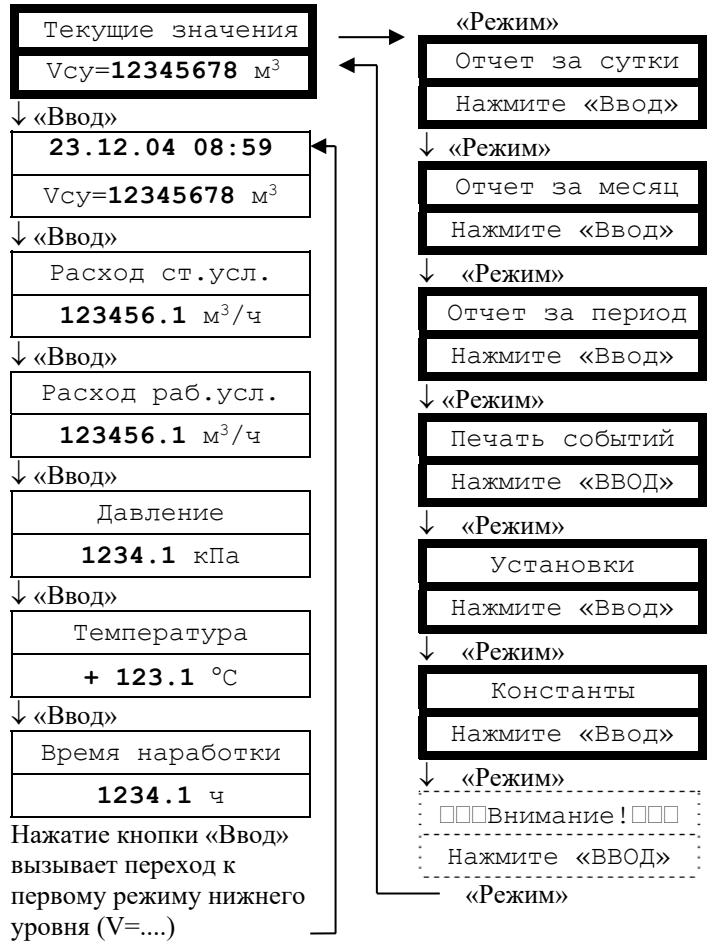 Текущие значения
Vсу=12345678 м³
↓ «Ввод»
23.12.04 08:59
Vсу=12345678 м³
↓ «Ввод»
Расход ст.усл.
123456.1 м³/ч
↓ «Ввод»
Расход раб.усл.
123456.1 м³/ч
↓ «Ввод»
Давление
1234.1 кПа
↓ «Ввод»
Температура
+ 123.1 °С
↓ «Ввод»
Время наработки
1234.1 ч
Нажатие кнопки «Ввод»
вызывает переход к
первому режиму нижнего
уровня (V=....)
«Режим»
Отчет за сутки
Нажмите «Ввод»
↓ «Режим»
Отчет за месяц
Нажмите «Ввод»
↓ «Режим»
Отчет за период
Нажмите «Ввод»
↓ «Режим»
Печать событий
Нажмите «ВВОД»
↓ «Режим»
Установки
Нажмите «Ввод»
↓ «Режим»
Константы
Нажмите «Ввод»
↓ «Режим»
□□□Внимание!□□□
Нажмите «ВВОД»
«Режим»